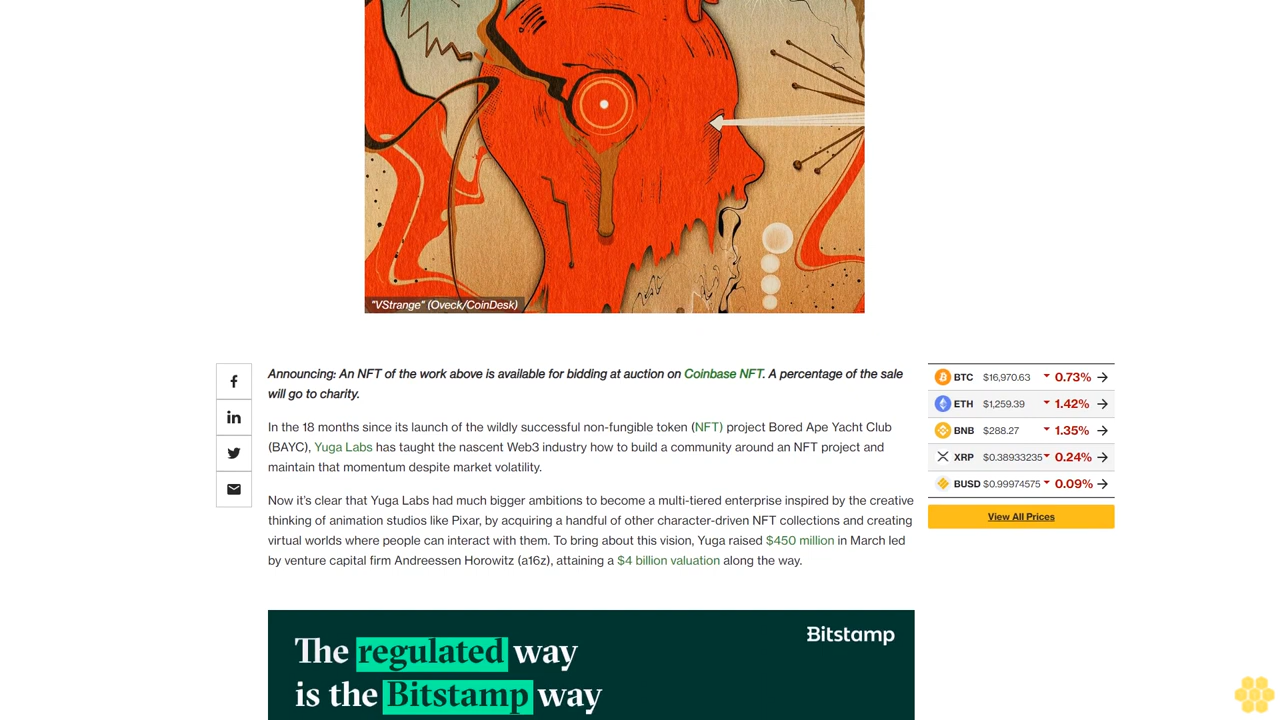 "VStrange" (Oveck/CoinDesk)
Announcing: An NFT of the work above is available for bidding at auction on Coinbase NFT. A percentage of the sale
will go to charity.
In the 18 months since its launch of the wildly successful non-fungible token (NFT) project Bored Ape Yacht Club
(BAYC), Yuga Labs has taught the nascent Web3 industry how to build a community around an NFT project and
maintain that momentum despite market volatility.
Now it's clear that Yuga Labs had much bigger ambitions to become a multi-tiered enterprise inspired by the creative
thinking of animation studios like Pixar, by acquiring a handful of other character-driven NFT collections and creating
virtual worlds where people can interact with them. To bring about this vision, Yuga raised $450 million in March led
by venture capital firm Andreessen Horowitz (a16z), attaining a $4 billion valuation along the way.
BTC $16,970.63 0.73%
ETH $1,259.39 1.42%
BNB $288.27 1.35%
XRP $0.38933235 0.24%
BUSD $0.99974575 0.09%
View All Prices
Bitstamp
The regulated way
is the Bitstamp way